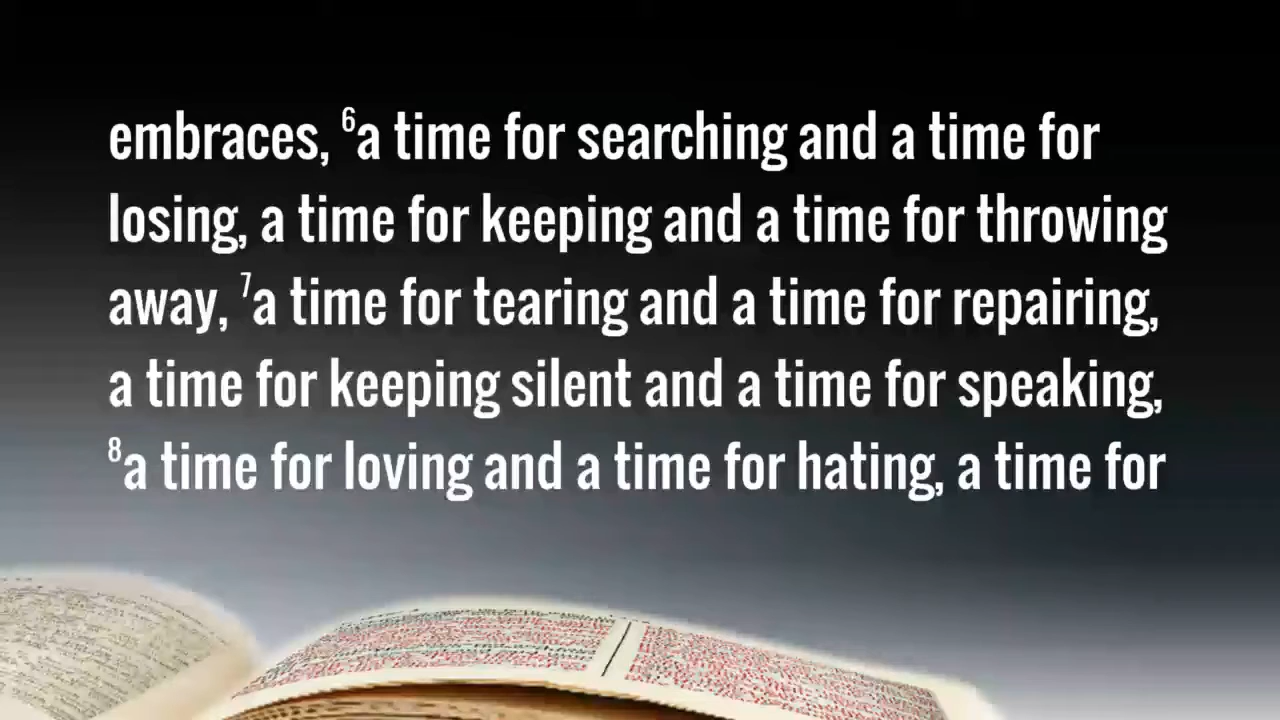 embraces, ⁶a time for searching and a time for
losing, a time for keeping and a time for throwing
away, ⁷a time for tearing and a time for repairing,
a time for keeping silent and a time for speaking,
⁸a time for loving and a time for hating, a time for